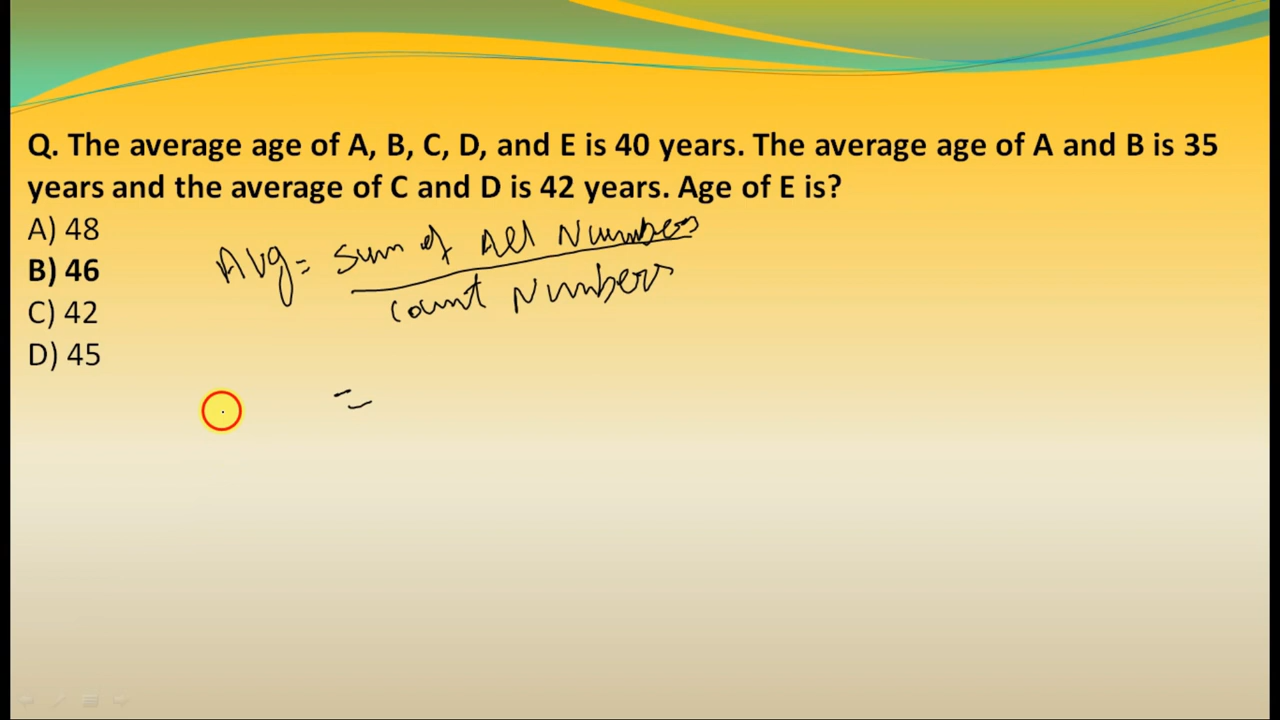 Q. The average age of A, B, C, D, and E is 40 years. The average age of A and B is 35
years and the average of C and D is 42 years. Age of E is?
A) 48
B) 46
C) 42
D) 45
Avg = Sum of All Numbers
Count Numbers
=